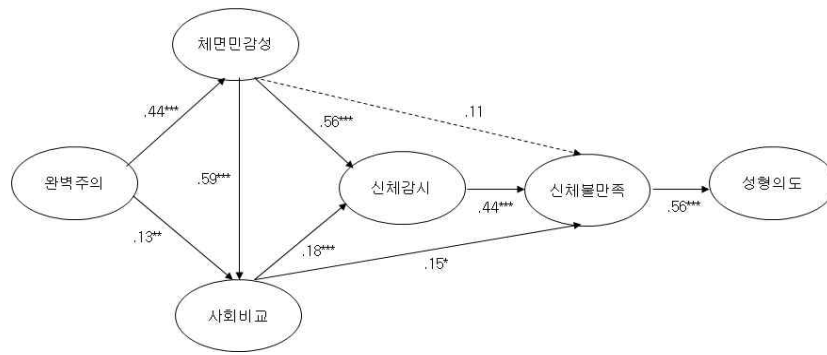 체면민감성
.44***
.56***
.11
완벽주의
.59***
신체감시
신체불만족
성형의도
.44***
.56***
.13**
.18***
.15*
사회비교